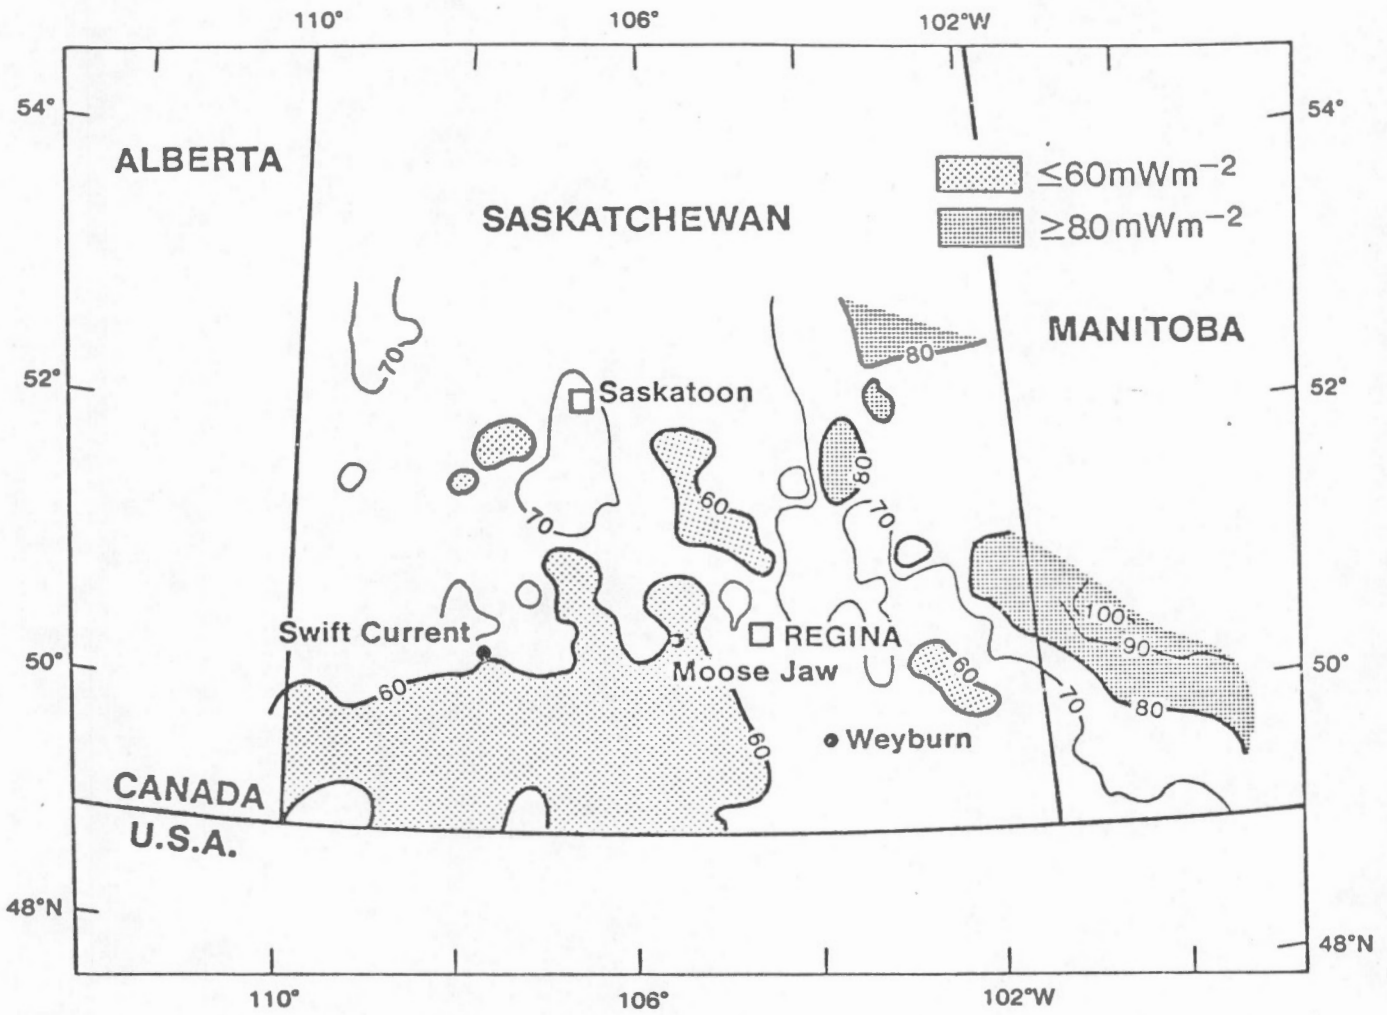 110° 106° 102°W
54° 54°
ALBERTA
≤60mWm⁻²
SASKATCHEWAN
≥80mWm⁻²
MANITOBA
80
70
52° 52°
Saskatoon
80
60
70 70
100
Swift Current REGINA 90
50° 60 50°
Moose Jaw
60 70 80
60 Weyburn
CANADA
U.S.A.
48°N 48°N
110° 106° 102°W